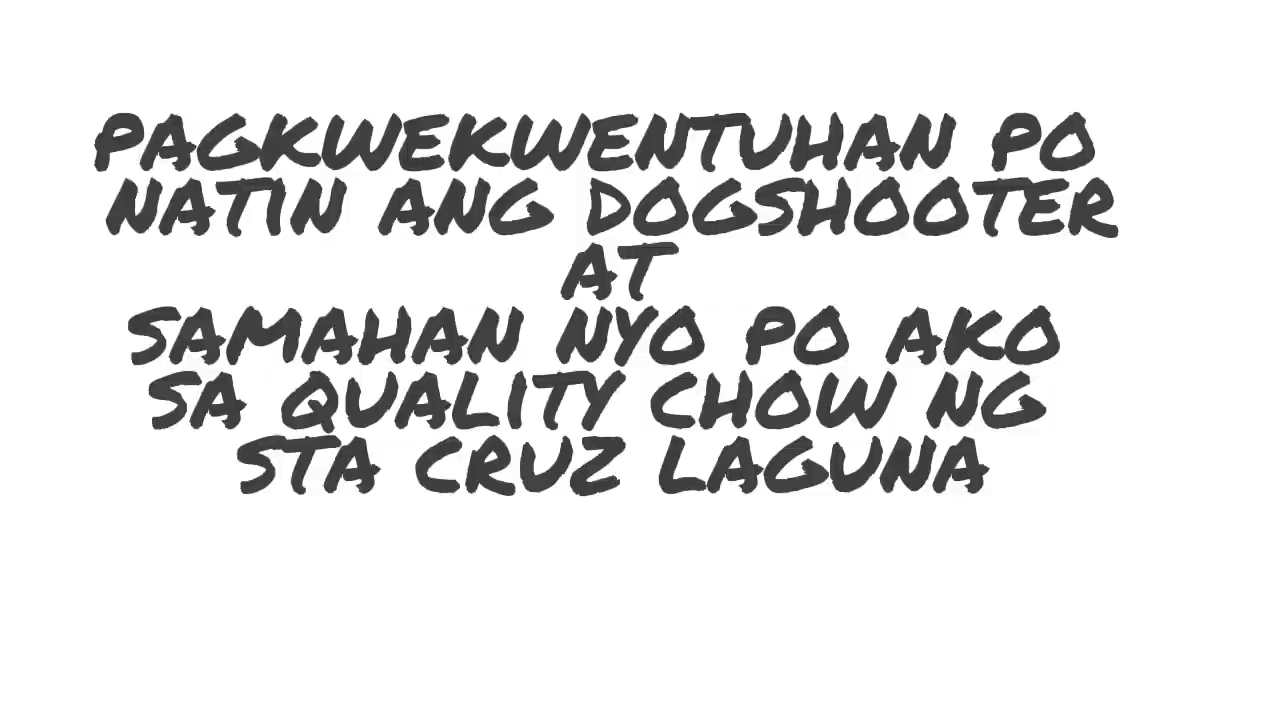 PAGKWEKWENTUHAN PO
NATIN ANG DOGSHOOTER
AT
SAMAHAN NYO PO AKO
SA QUALITY CHOW NG
STA CRUZ LAGUNA